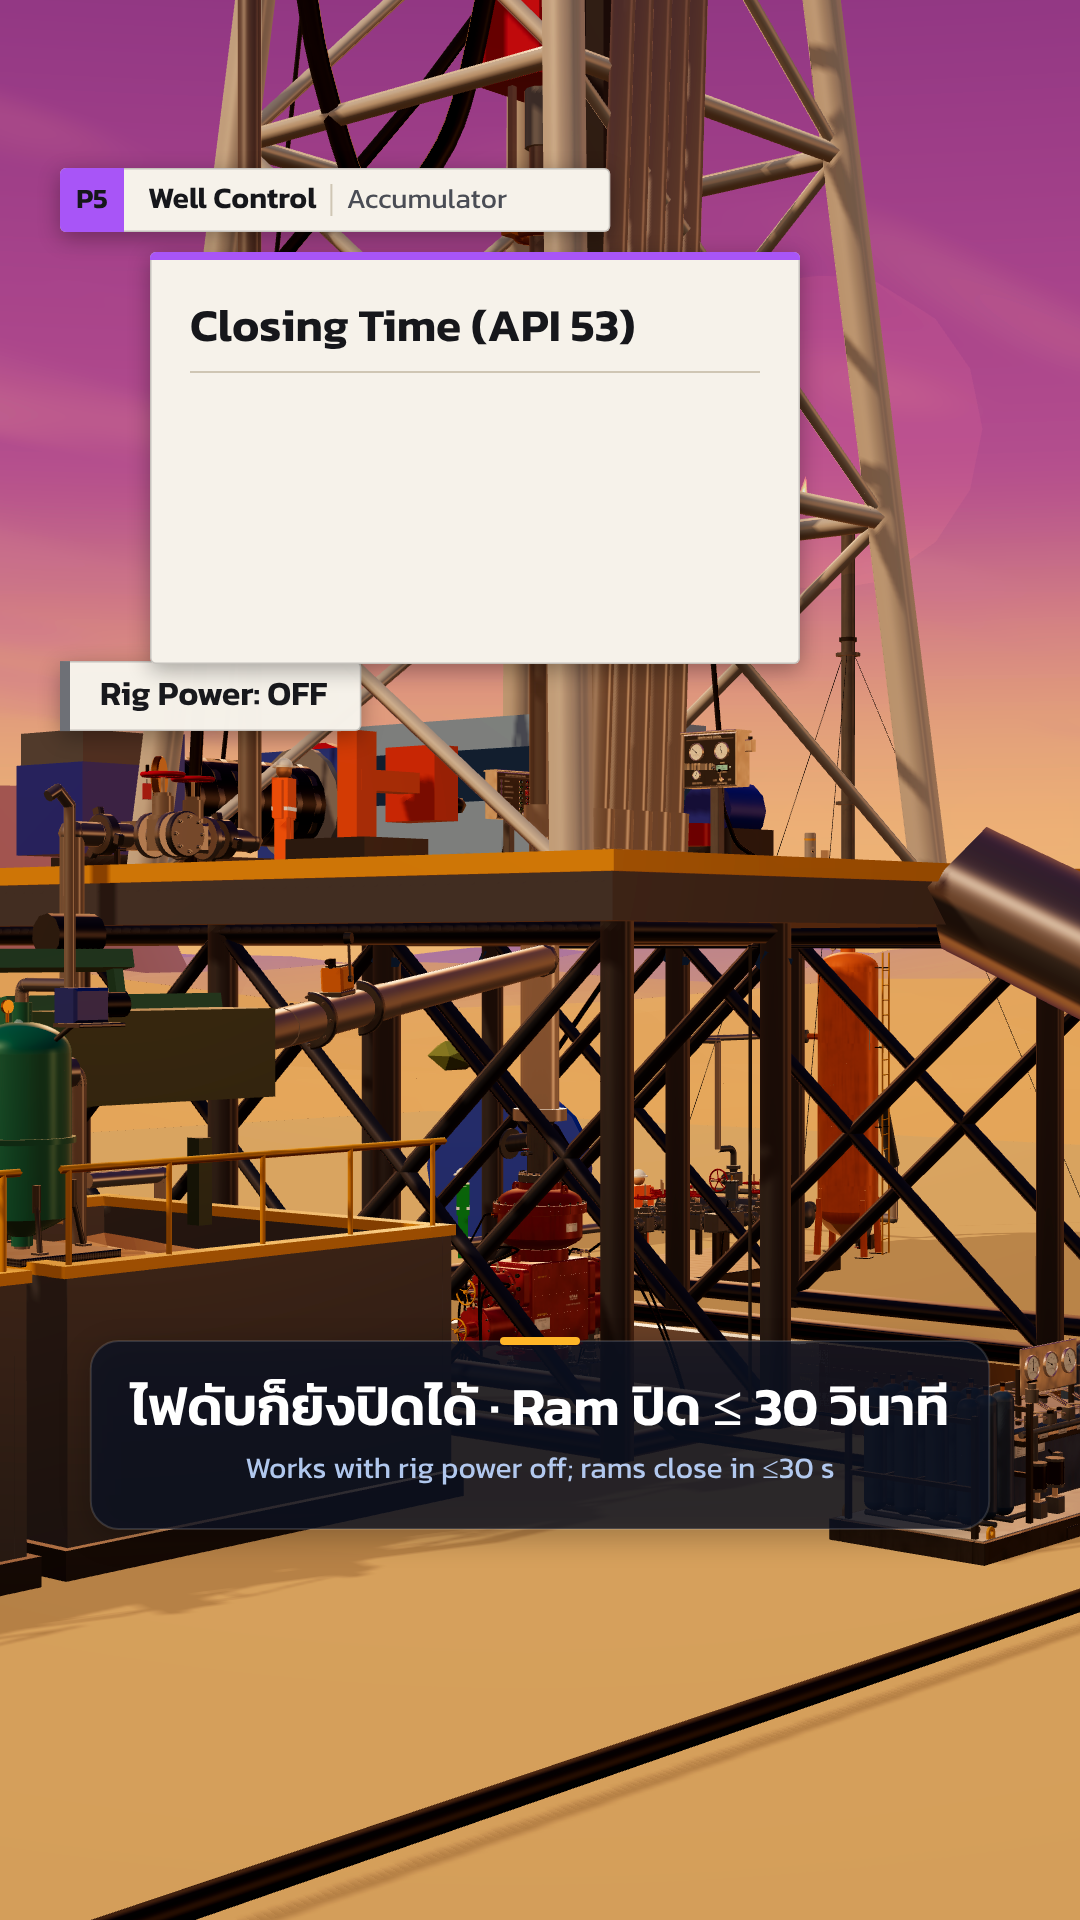 P5 Well Control Accumulator
Closing Time (API 53)
Rig Power: OFF
ไฟดับก็ยังปิดได้ · Ram ปิด ≤ 30 วินาที
Works with rig power off; rams close in ≤30 s